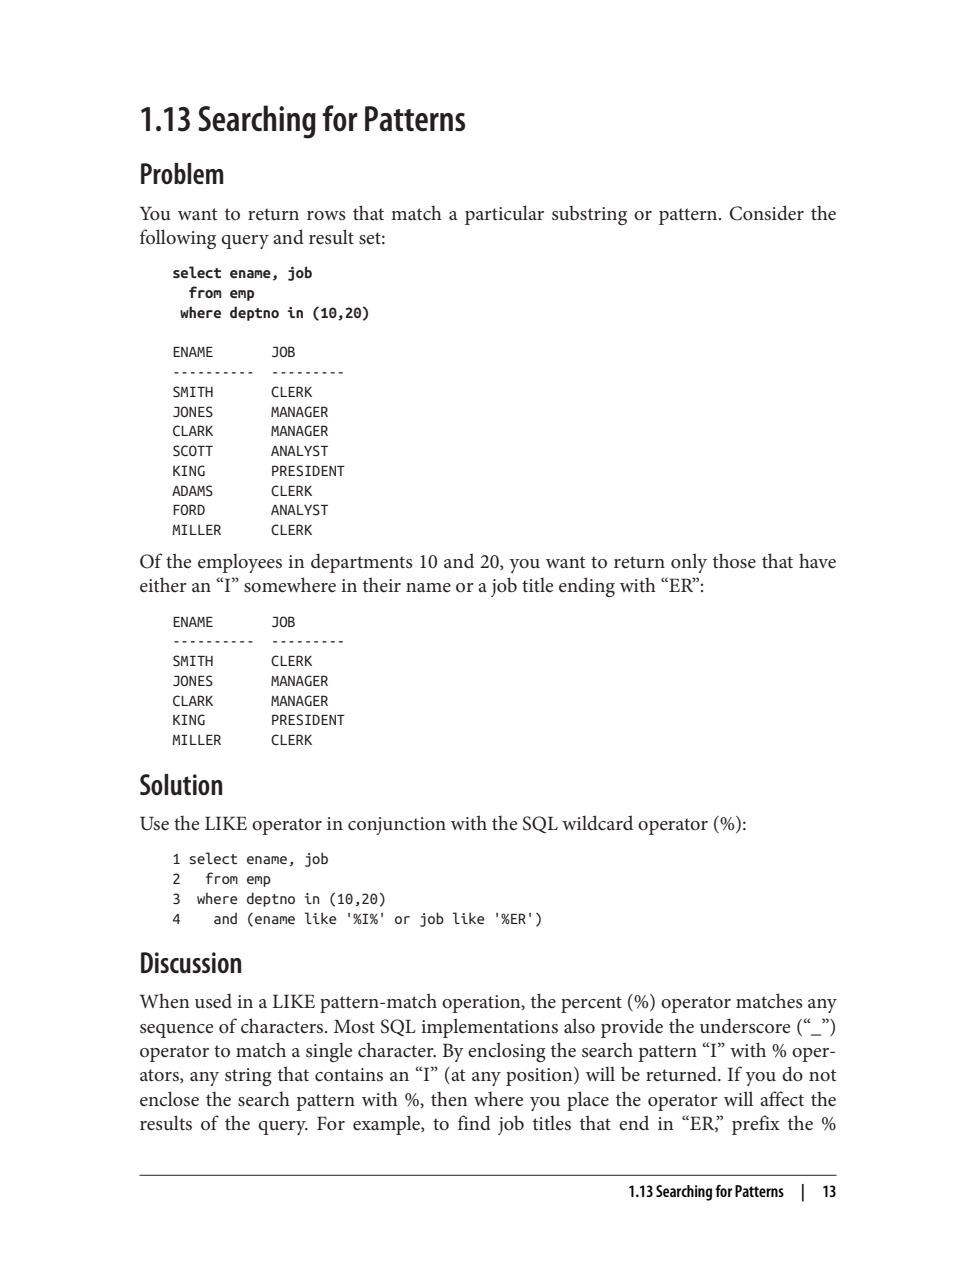 1.13 Searching for Patterns
Problem
You want to return rows that match a particular substring or pattern. Consider the
following query and result set:
select ename, job
  from emp
 where deptno in (10,20)
ENAME       JOB
----------  ---------
SMITH       CLERK
JONES       MANAGER
CLARK       MANAGER
SCOTT       ANALYST
KING        PRESIDENT
ADAMS       CLERK
FORD        ANALYST
MILLER      CLERK
Of the employees in departments 10 and 20, you want to return only those that have
either an “I” somewhere in their name or a job title ending with “ER”:
ENAME       JOB
----------  ---------
SMITH       CLERK
JONES       MANAGER
CLARK       MANAGER
KING        PRESIDENT
MILLER      CLERK
Solution
Use the LIKE operator in conjunction with the SQL wildcard operator (%):
1 select ename, job
2   from emp
3  where deptno in (10,20)
4    and (ename like '%I%' or job like '%ER')
Discussion
When used in a LIKE pattern-match operation, the percent (%) operator matches any
sequence of characters. Most SQL implementations also provide the underscore (“_”)
operator to match a single character. By enclosing the search pattern “I” with % oper-
ators, any string that contains an “I” (at any position) will be returned. If you do not
enclose the search pattern with %, then where you place the operator will affect the
results of the query. For example, to find job titles that end in “ER,” prefix the %
1.13 Searching for Patterns | 13